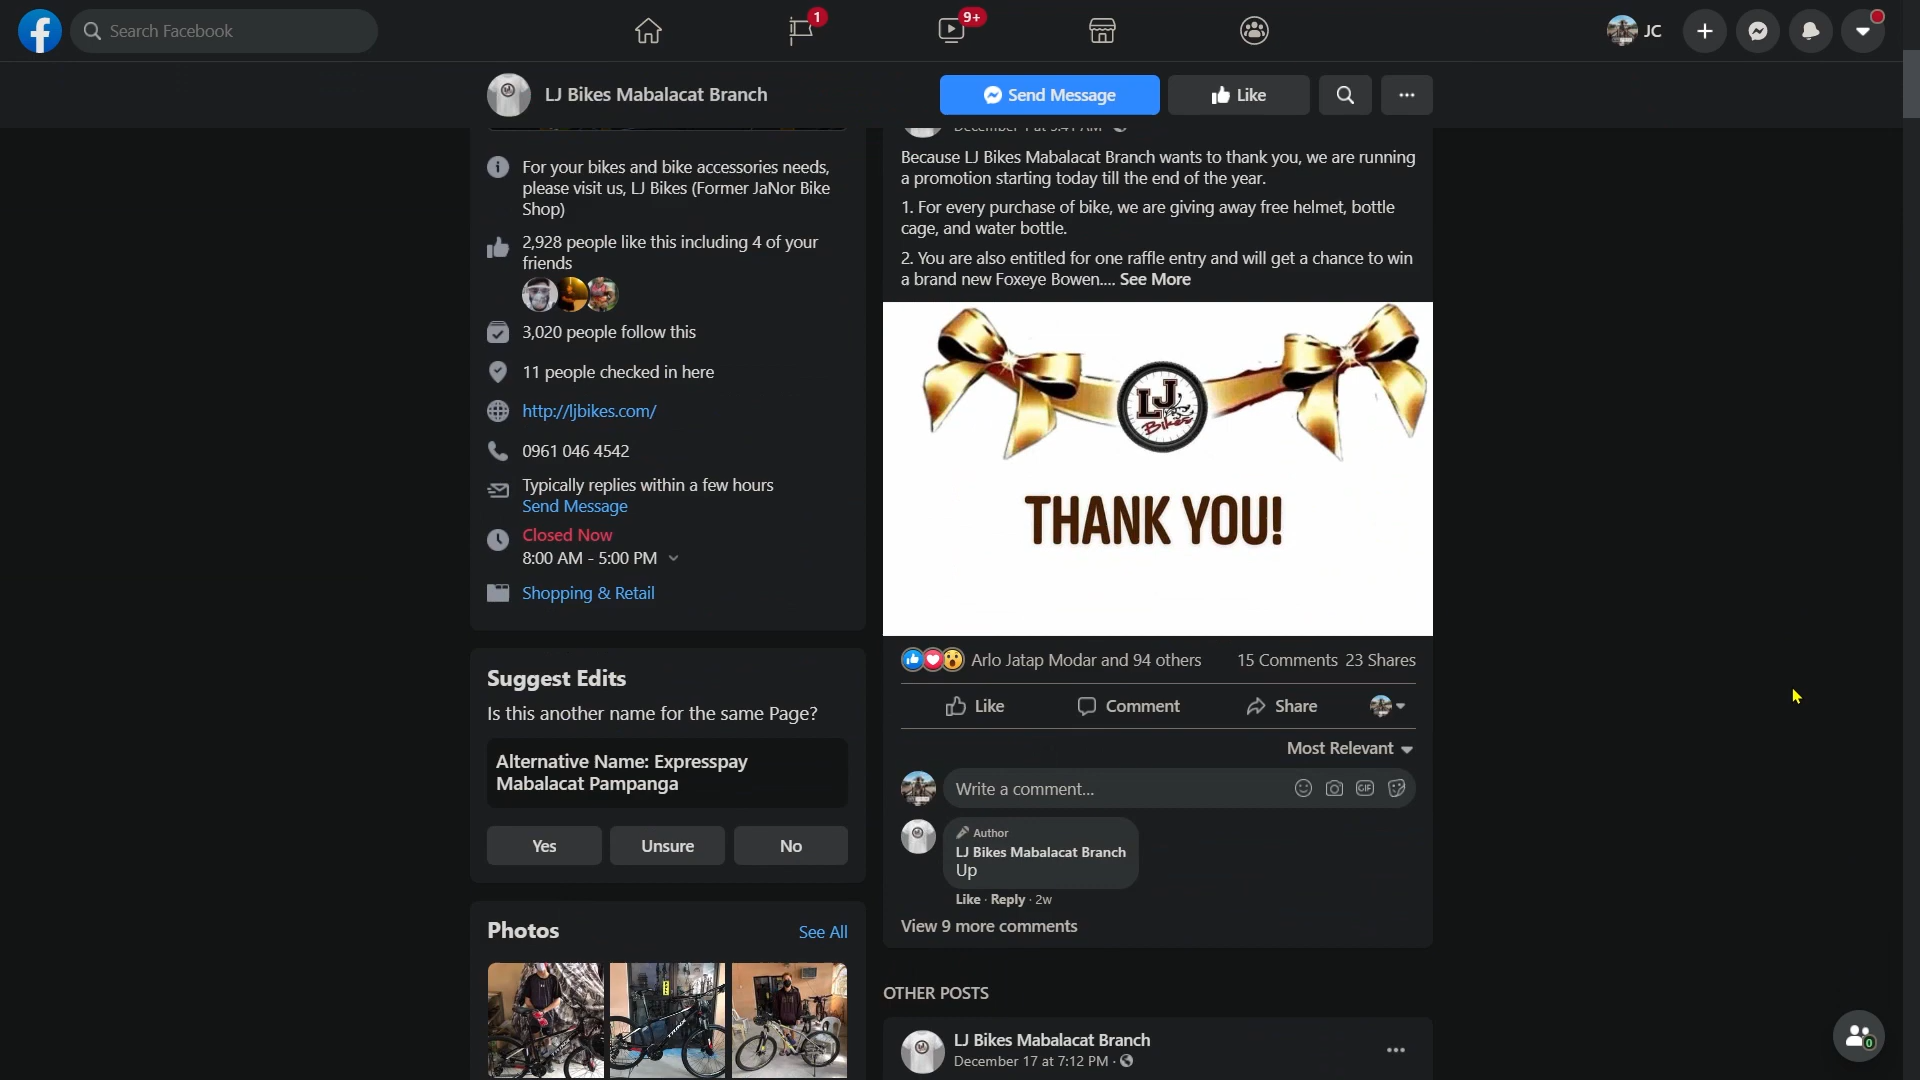 Search Facebook
1
9+
JC
LJ Bikes Mabalacat Branch
Send Message
Like
For your bikes and bike accessories needs,
please visit us, LJ Bikes (Former JaNor Bike
Shop)
2,928 people like this including 4 of your
friends
3,020 people follow this
11 people checked in here
http://ljbikes.com/
0961 046 4542
Typically replies within a few hours
Send Message
Closed Now
8:00 AM - 5:00 PM
Shopping & Retail
Suggest Edits
Is this another name for the same Page?
Alternative Name: Expresspay
Mabalacat Pampanga
Yes
Unsure
No
Photos
See All
Because LJ Bikes Mabalacat Branch wants to thank you, we are running
a promotion starting today till the end of the year.
1. For every purchase of bike, we are giving away free helmet, bottle
cage, and water bottle.
2. You are also entitled for one raffle entry and will get a chance to win
a brand new Foxeye Bowen.... See More
LJ
Bikes
THANK YOU!
Arlo Jatap Modar and 94 others
15 Comments 23 Shares
Like
Comment
Share
Most Relevant
Write a comment...
GIF
Author
LJ Bikes Mabalacat Branch
Up
Like · Reply · 2w
View 9 more comments
OTHER POSTS
LJ Bikes Mabalacat Branch
December 17 at 7:12 PM ·
0